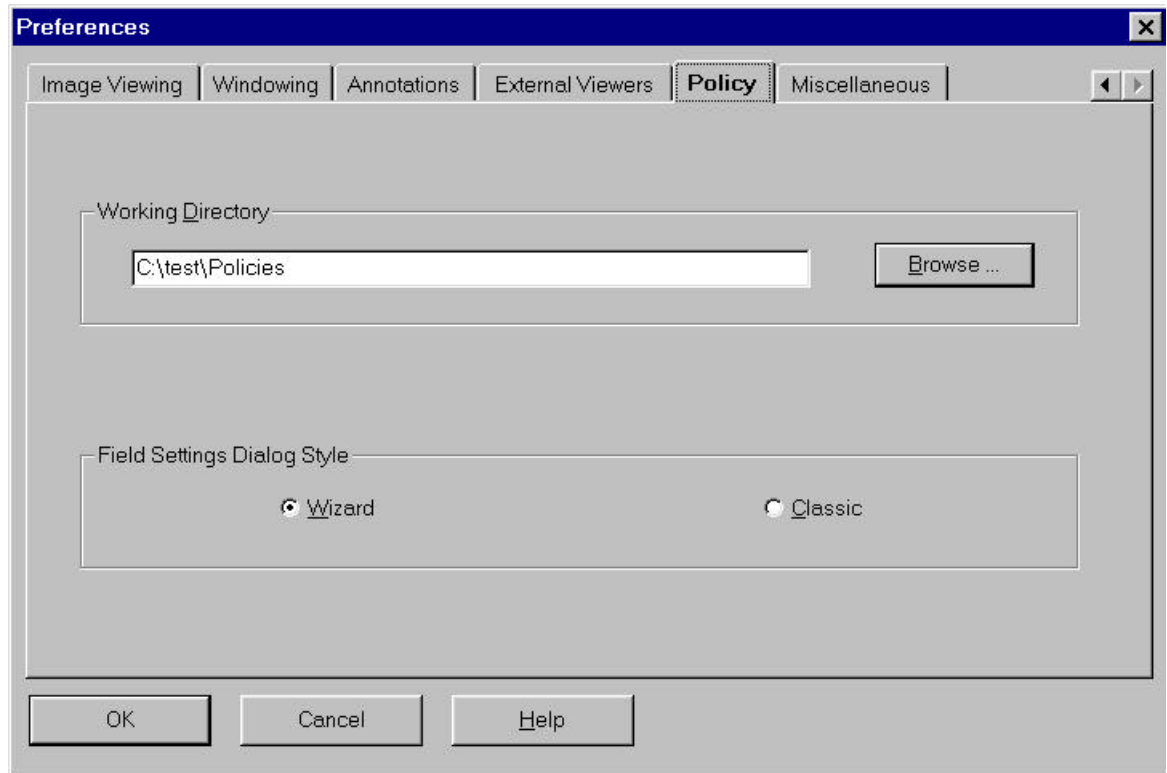 Preferences
Image Viewing Windowing Annotations External Viewers Policy Miscellaneous
Working Directory
C:\test\Policies Browse ...
Field Settings Dialog Style
Wizard Classic
OK Cancel Help